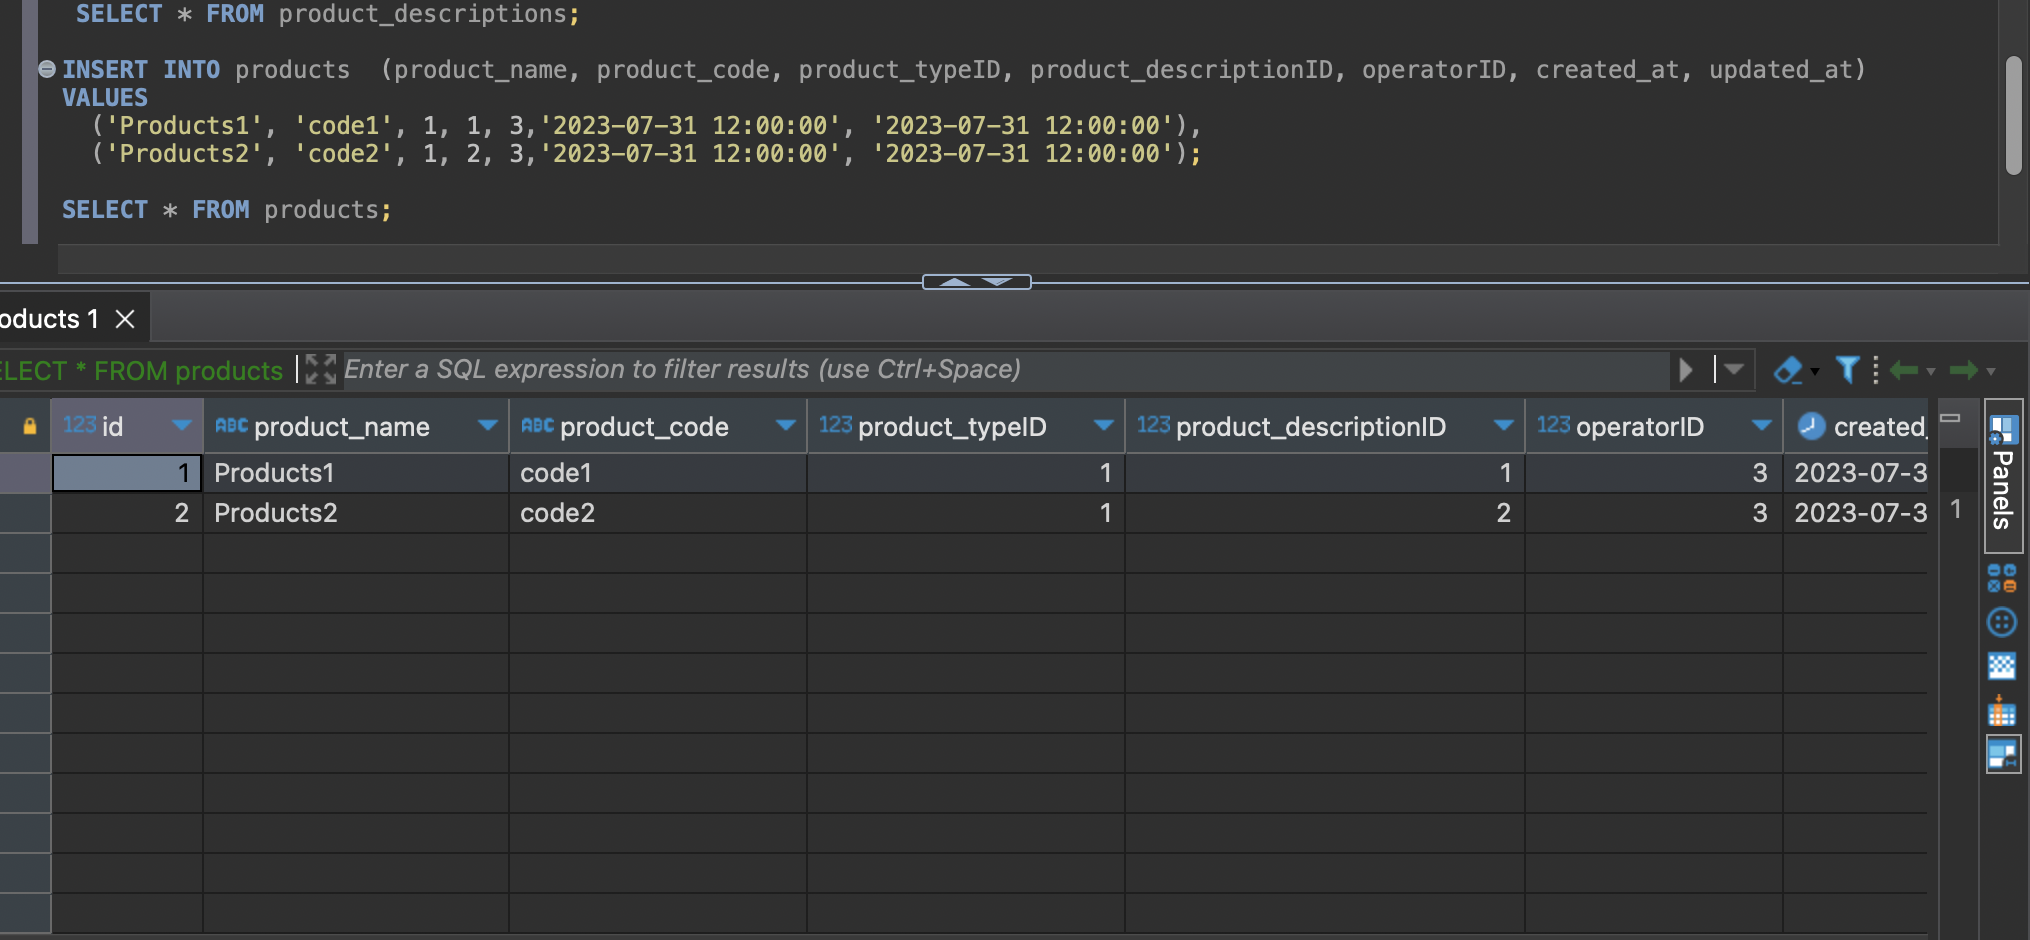 SELECT * FROM product_descriptions;
INSERT INTO products (product_name, product_code, product_typeID, product_descriptionID, operatorID, created_at, updated_at)
VALUES
('Products1', 'code1', 1, 1, 3,'2023-07-31 12:00:00', '2023-07-31 12:00:00'),
('Products2', 'code2', 1, 2, 3,'2023-07-31 12:00:00', '2023-07-31 12:00:00');
SELECT * FROM products;
oducts 1
ELECT * FROM products Enter a SQL expression to filter results (use Ctrl+Space)
123 id ABC product_name ABC product_code 123 product_typeID 123 product_descriptionID 123 operatorID created_
1 Products1 code1 1 1 3 2023-07-3
2 Products2 code2 1 2 3 2023-07-3
1
Panels